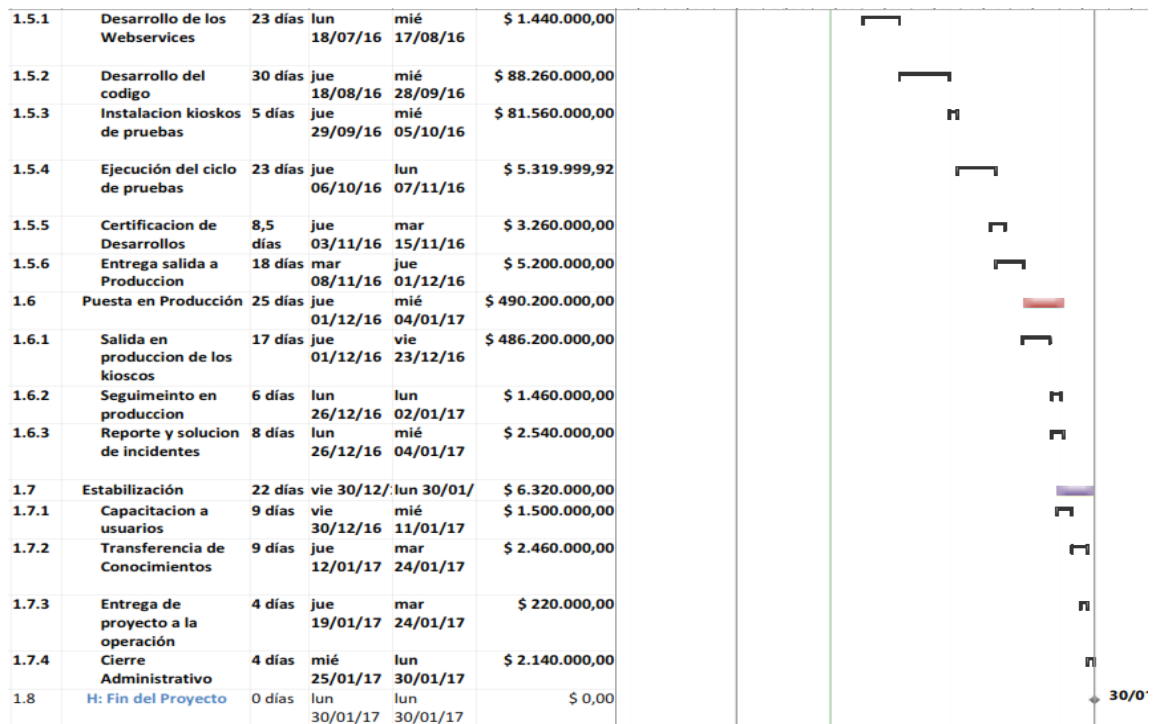 1.5.1 Desarrollo de los 23 días lun mié $ 1.440.000,00
Webservices 18/07/16 17/08/16
1.5.2 Desarrollo del 30 días jue mié $ 88.260.000,00
codigo 18/08/16 28/09/16
1.5.3 Instalacion kioskos 5 días jue mié $ 81.560.000,00
de pruebas 29/09/16 05/10/16
1.5.4 Ejecución del ciclo 23 días jue lun $ 5.319.999,92
de pruebas 06/10/16 07/11/16
1.5.5 Certificacion de 8,5 jue mar $ 3.260.000,00
Desarrollos días 03/11/16 15/11/16
1.5.6 Entrega salida a 18 días mar jue $ 5.200.000,00
Produccion 08/11/16 01/12/16
1.6 Puesta en Producción 25 días jue mié $ 490.200.000,00
01/12/16 04/01/17
1.6.1 Salida en 17 días jue vie $ 486.200.000,00
produccion de los 01/12/16 23/12/16
kioscos
1.6.2 Seguimeinto en 6 días lun lun $ 1.460.000,00
produccion 26/12/16 02/01/17
1.6.3 Reporte y solucion 8 días lun mié $ 2.540.000,00
de incidentes 26/12/16 04/01/17
1.7 Estabilización 22 días vie 30/12/ lun 30/01/ $ 6.320.000,00
1.7.1 Capacitacion a 9 días vie mié $ 1.500.000,00
usuarios 30/12/16 11/01/17
1.7.2 Transferencia de 9 días jue mar $ 2.460.000,00
Conocimientos 12/01/17 24/01/17
1.7.3 Entrega de 4 días jue mar $ 220.000,00
proyecto a la 19/01/17 24/01/17
operación
1.7.4 Cierre 4 días mié lun $ 2.140.000,00
Administrativo 25/01/17 30/01/17
1.8 H: Fin del Proyecto 0 días lun lun $ 0,00 30/0
30/01/17 30/01/17